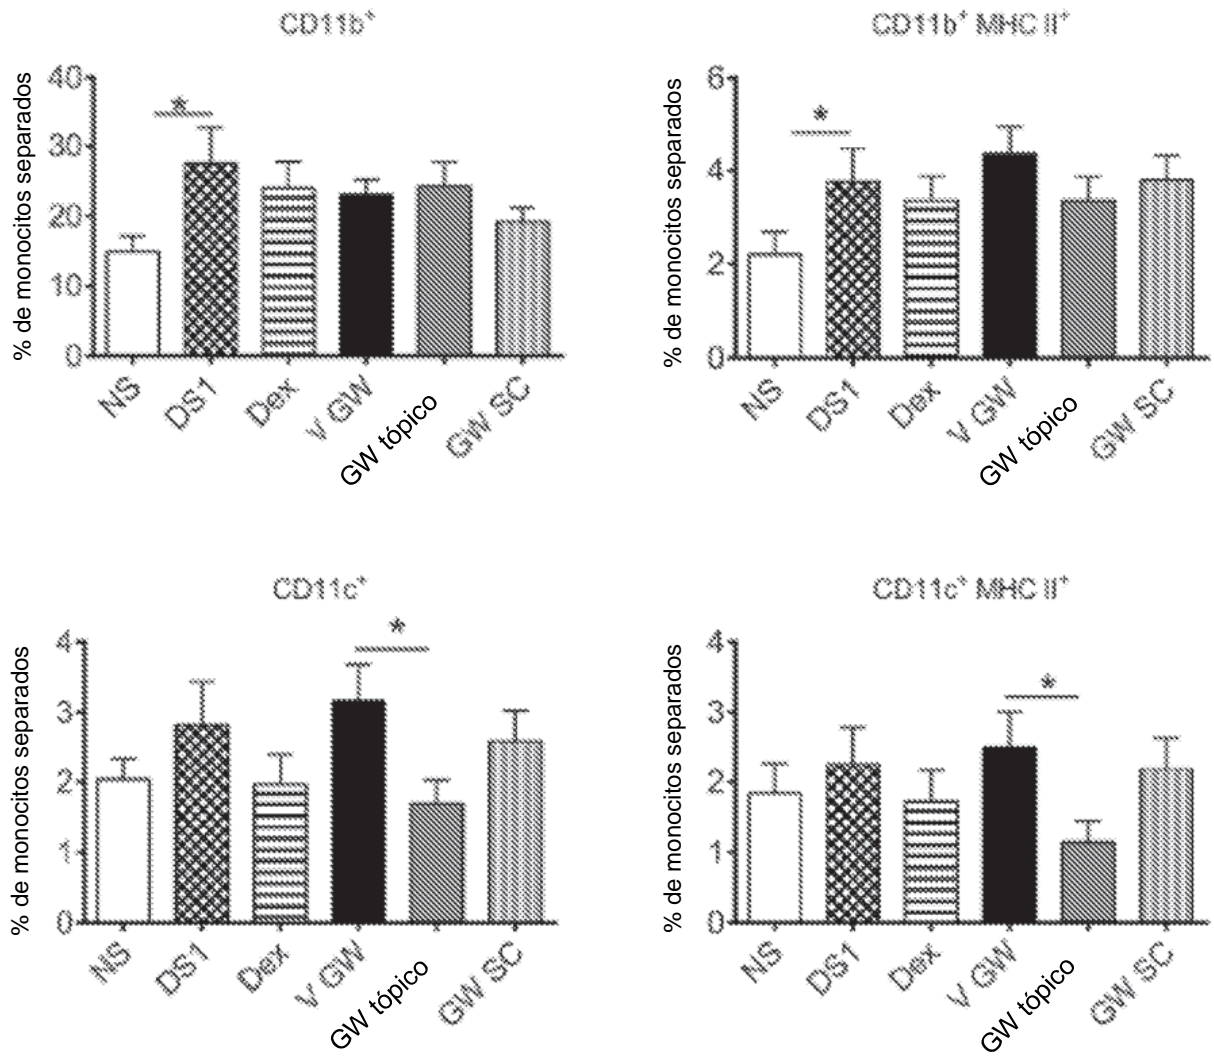 CD11b⁺
% de monocitos separados
40
30
20
10
0
*
NS
DS1
Dex
V GW
GW tópico
GW SC
CD11b⁺ MHC II⁺
% de monocitos separados
6
4
2
0
*
NS
DS1
Dex
V GW
GW tópico
GW SC
CD11c⁺
% de monocitos separados
4
3
2
1
0
*
NS
DS1
Dex
V GW
GW tópico
GW SC
CD11c⁺ MHC II⁺
% de monocitos separados
4
3
2
1
0
*
NS
DS1
Dex
V GW
GW tópico
GW SC